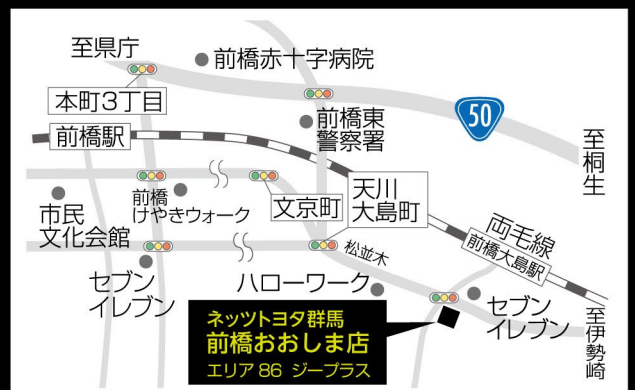 至県庁
前橋赤十字病院
本町3丁目
50
前橋駅
前橋東
警察署
至桐生
前橋
けやきウォーク
文京町
天川
大島町
市民
文化会館
両毛線
前橋大島駅
松並木
セブン
イレブン
ハローワーク
セブン
イレブン
至伊勢崎
ネッツトヨタ群馬
前橋おおしま店
エリア86 ジープラス